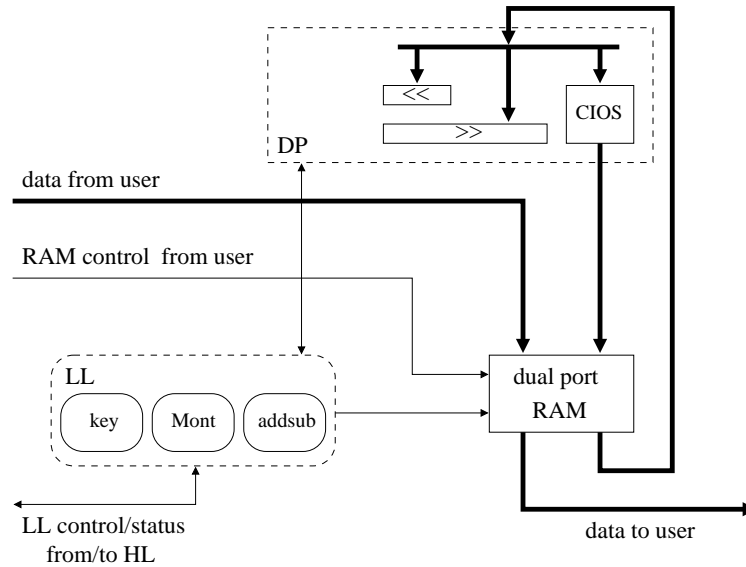 <<
>>
CIOS
DP
data from user
RAM control from user
LL
key
Mont
addsub
dual port
RAM
LL control/status
from/to HL
data to user